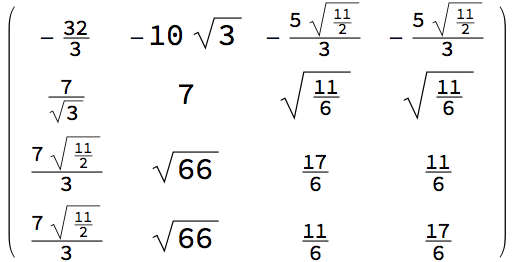 - 32/3 - 10 √3 - 5 √(11/2)/3 - 5 √(11/2)/3
7/√3 7 √(11/6) √(11/6)
7 √(11/2)/3 √66 17/6 11/6
7 √(11/2)/3 √66 11/6 17/6